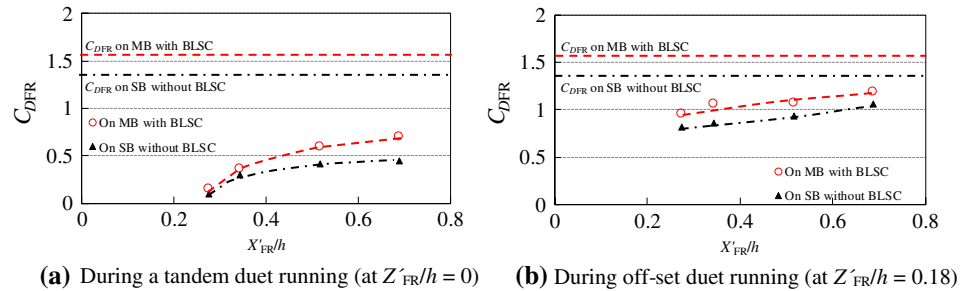 2
C_DFR on MB with BLSC
1.5
C_DFR on SB without BLSC
1
On MB with BLSC
On SB without BLSC
0.5
0
C_DFR
0 0.2 0.4 0.6 0.8
X′_FR/h
(a) During a tandem duet running (at Z´_FR/h = 0)
2
C_DFR on MB with BLSC
1.5
C_DFR on SB without BLSC
1
0.5
On MB with BLSC
On SB without BLSC
0
C_DFR
0 0.2 0.4 0.6 0.8
X′_FR/h
(b) During off-set duet running (at Z´_FR/h = 0.18)